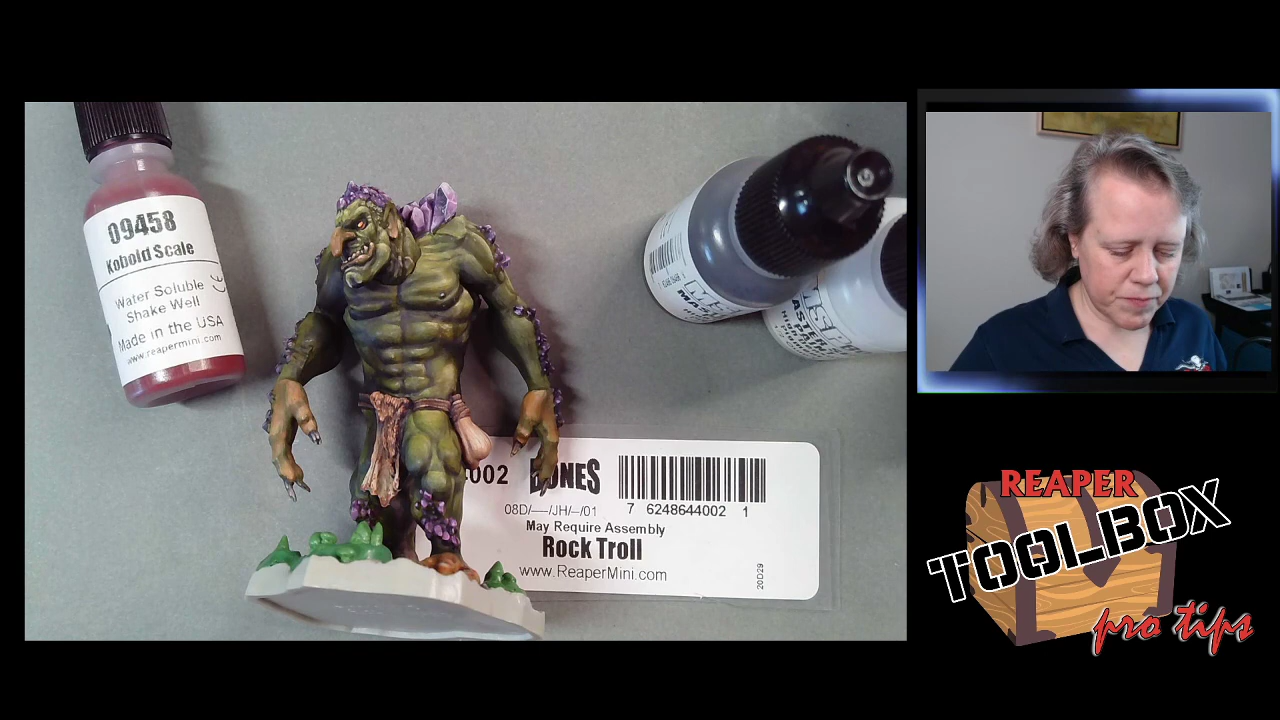 09458
Kobold Scale
Water Soluble
Shake Well
Made in the USA
www.reapermini.com
002 BONES
08D/—/JH/—/01
7 6248644002 1
May Require Assembly
Rock Troll
www.ReaperMini.com
20D29
REAPER
TOOLBOX
pro tips